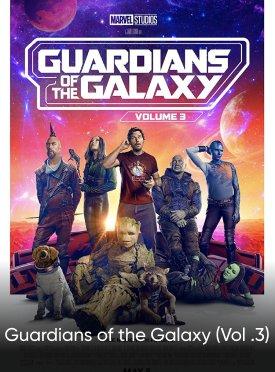 MARVEL STUDIOS
GUARDIANS
OF THE GALAXY
VOLUME 3
Guardians of the Galaxy (Vol .3)